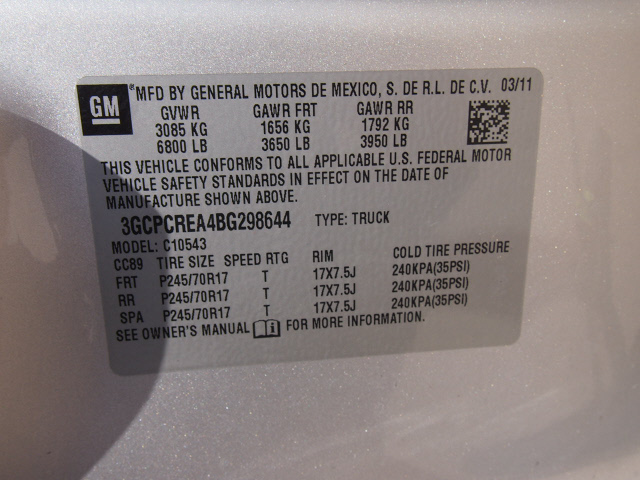 GM ® MFD BY GENERAL MOTORS DE MEXICO, S. DE R.L. DE C.V. 03/11
GVWR GAWR FRT GAWR RR
3085 KG 1656 KG 1792 KG
6800 LB 3650 LB 3950 LB
THIS VEHICLE CONFORMS TO ALL APPLICABLE U.S. FEDERAL MOTOR
VEHICLE SAFETY STANDARDS IN EFFECT ON THE DATE OF
MANUFACTURE SHOWN ABOVE.
3GCPCREA4BG298644 TYPE: TRUCK
MODEL: C10543
CC89 TIRE SIZE SPEED RTG RIM COLD TIRE PRESSURE
FRT P245/70R17 T 17X7.5J 240KPA(35PSI)
RR P245/70R17 T 17X7.5J 240KPA(35PSI)
SPA P245/70R17 T 17X7.5J 240KPA(35PSI)
SEE OWNER'S MANUAL FOR MORE INFORMATION.